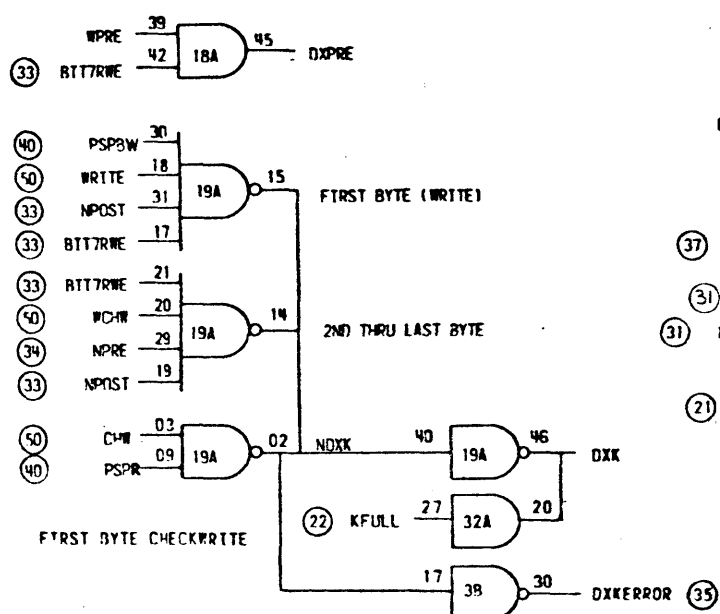 WPRE 39
18A 45 DXPRE
33 BTT7RWE 42
40 PSPBW 30
50 WRITE 18
19A 15 FIRST BYTE (WRITE)
33 NPOST 31
33 BTT7RWE 17
37
33 BTT7RWE 21
31
50 WCHW 20
19A 14 2ND THRU LAST BYTE
31
34 NPRE 29
33 NPOST 19
21
50 CHW 03
19A 02 NDXK 40 19A 46 DXK
40 PSPR 09
22 KFULL 27 32A 20
FIRST BYTE CHECKWRITE
17 3B 30 DXKERROR 35